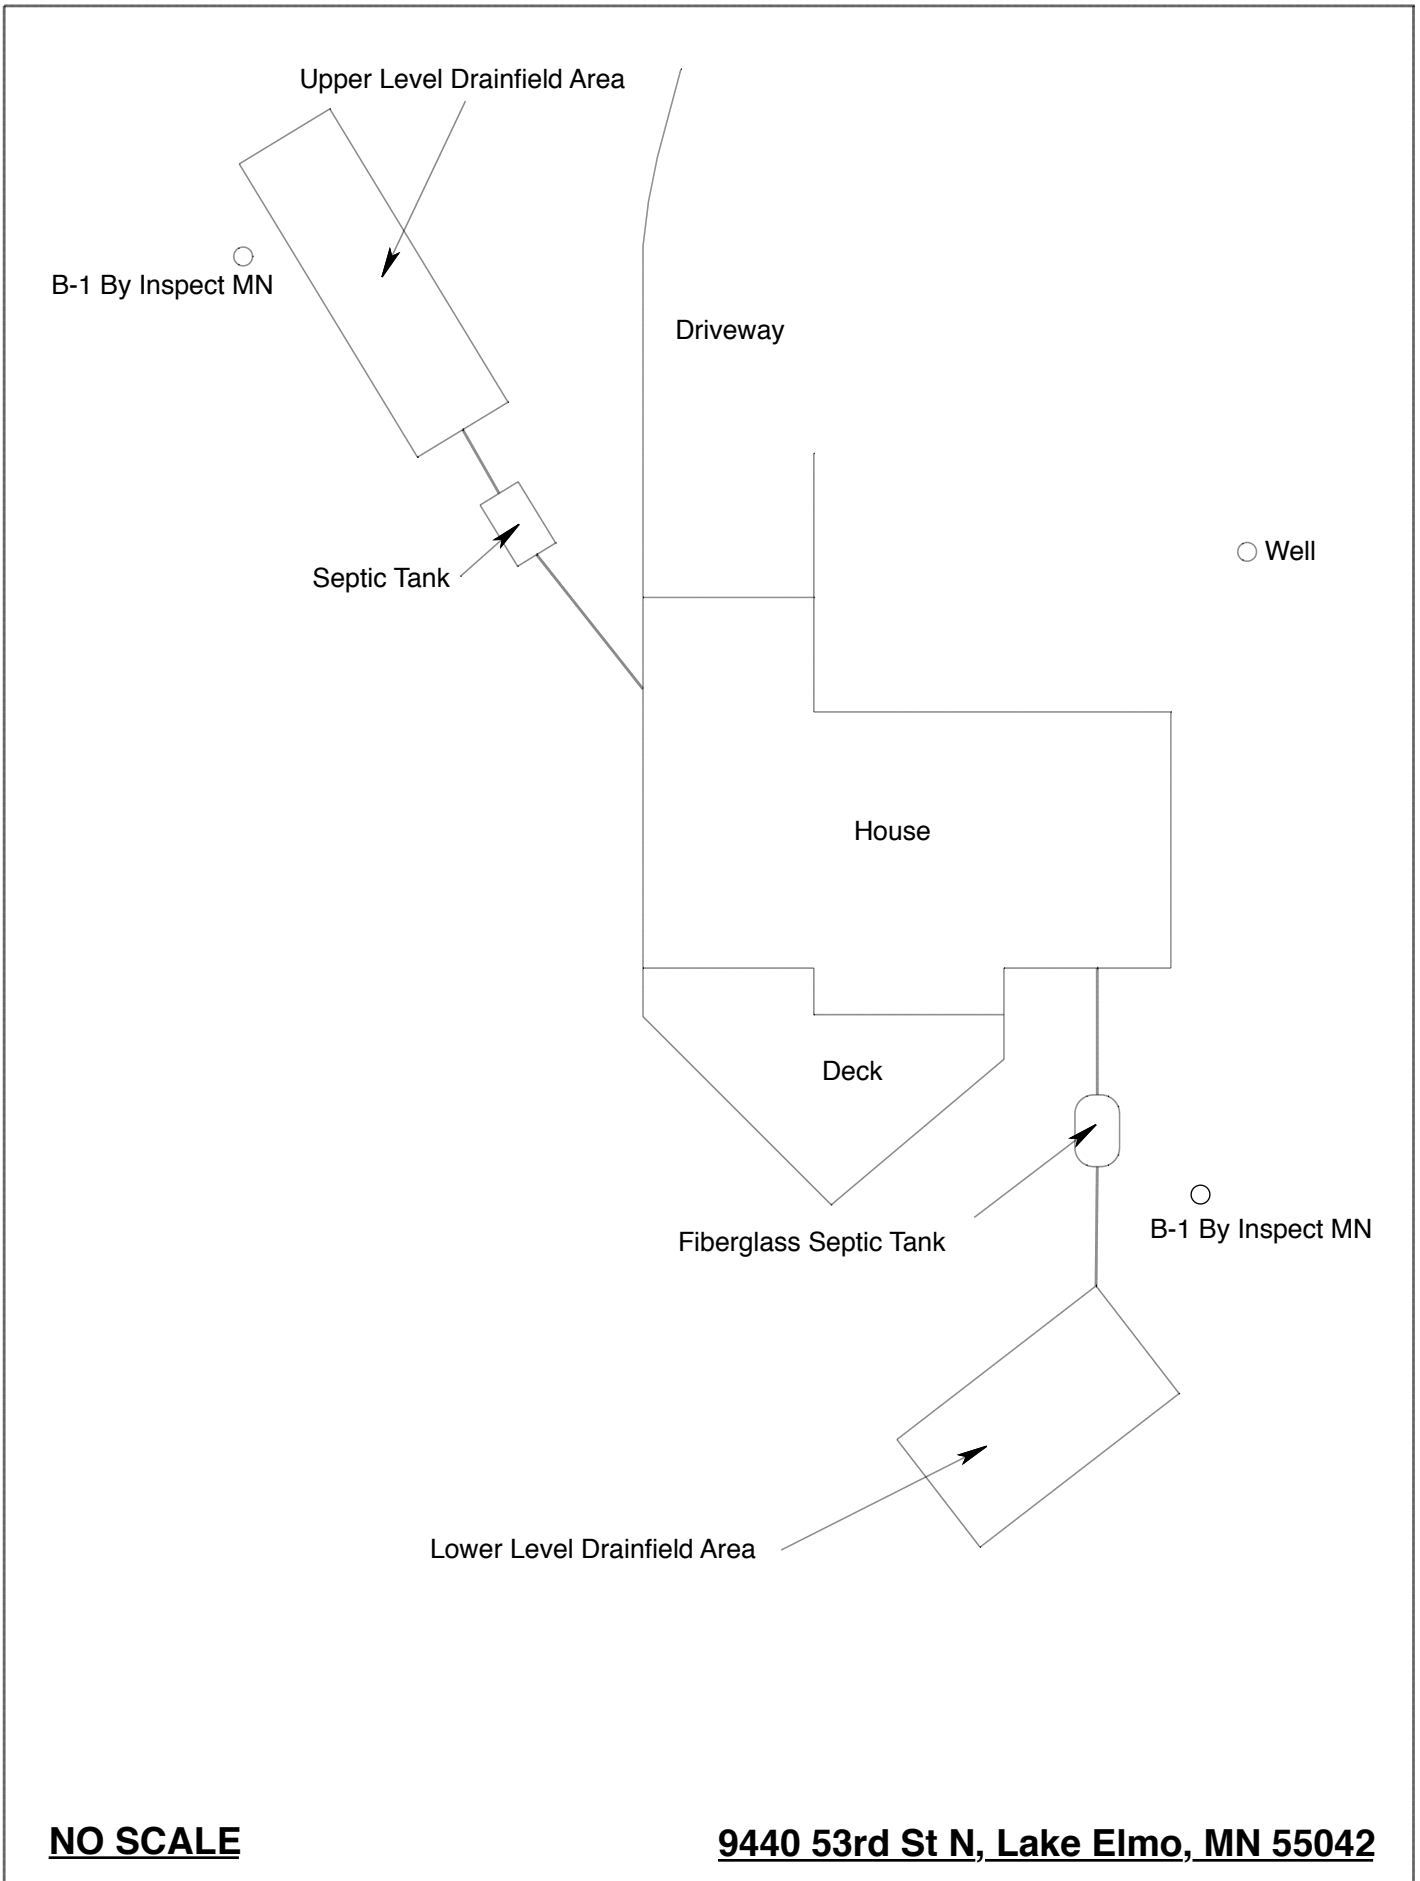 Upper Level Drainfield Area
B-1 By Inspect MN
Driveway
Well
Septic Tank
House
Deck
Fiberglass Septic Tank
B-1 By Inspect MN
Lower Level Drainfield Area
NO SCALE
9440 53rd St N, Lake Elmo, MN 55042